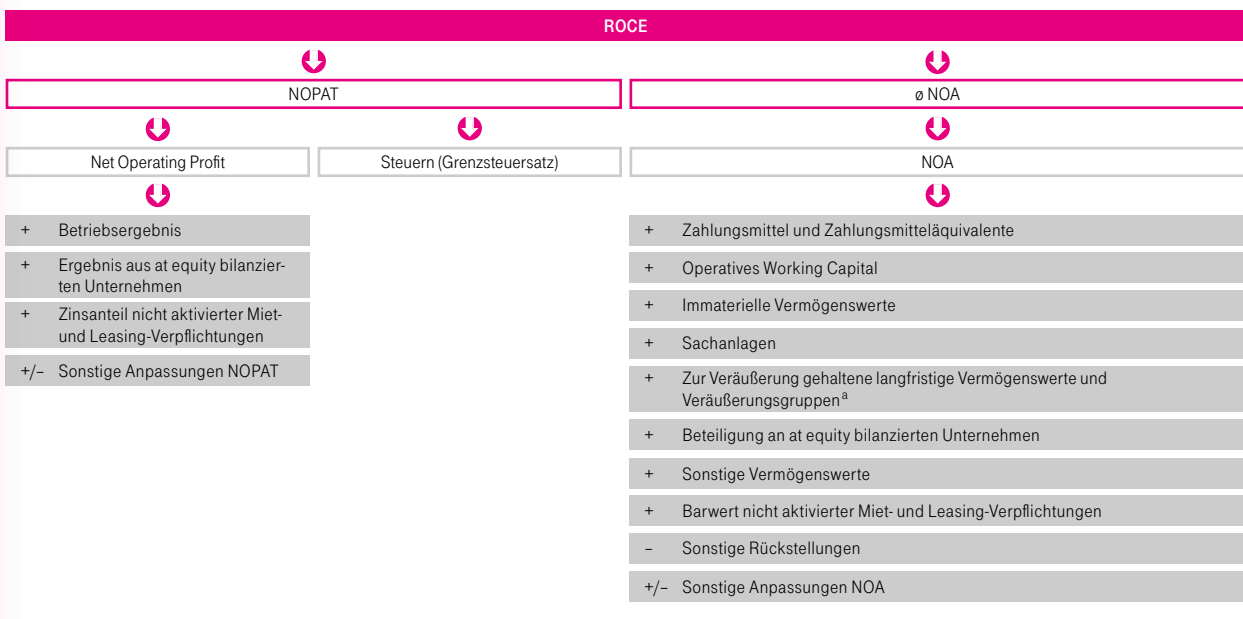 ROCE
NOPAT
ø NOA
Net Operating Profit
Steuern (Grenzsteuersatz)
NOA
+ Betriebsergebnis
+ Ergebnis aus at equity bilanzier-
ten Unternehmen
+ Zinsanteil nicht aktivierter Miet-
und Leasing-Verpflichtungen
+/– Sonstige Anpassungen NOPAT
+ Zahlungsmittel und Zahlungsmitteläquivalente
+ Operatives Working Capital
+ Immaterielle Vermögenswerte
+ Sachanlagen
+ Zur Veräußerung gehaltene langfristige Vermögenswerte und
Veräußerungsgruppen a
+ Beteiligung an at equity bilanzierten Unternehmen
+ Sonstige Vermögenswerte
+ Barwert nicht aktivierter Miet- und Leasing-Verpflichtungen
– Sonstige Rückstellungen
+/– Sonstige Anpassungen NOA